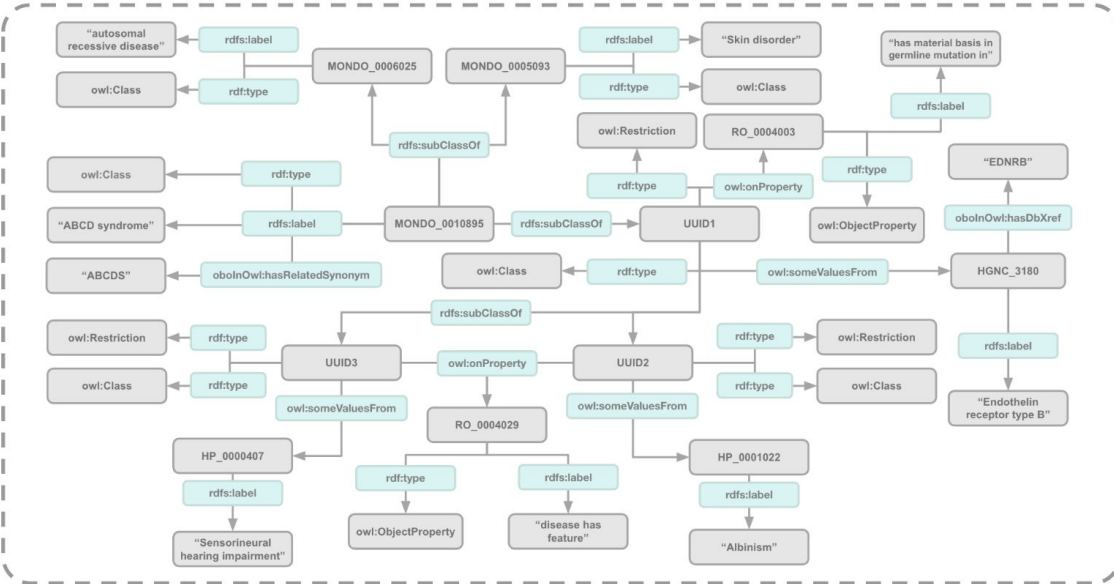 "autosomal
recessive disease"
rdfs:label
MONDO_0006025
MONDO_0005093
rdfs:label
"Skin disorder"
"has material basis in
germline mutation in"
owl:Class
rdf:type
rdf:type
owl:Class
rdfs:label
owl:Restriction
RO_0004003
rdfs:subClassOf
"EDNRB"
owl:Class
rdf:type
rdf:type
owl:onProperty
rdf:type
"ABCD syndrome"
rdfs:label
MONDO_0010895
rdfs:subClassOf
UUID1
owl:ObjectProperty
oboInOwl:hasDbXref
"ABCDS"
oboInOwl:hasRelatedSynonym
owl:Class
rdf:type
owl:someValuesFrom
HGNC_3180
rdfs:subClassOf
owl:Restriction
rdf:type
rdf:type
owl:Restriction
rdfs:label
UUID3
owl:onProperty
UUID2
owl:Class
rdf:type
rdf:type
owl:Class
owl:someValuesFrom
owl:someValuesFrom
"Endothelin
receptor type B"
RO_0004029
HP_0000407
HP_0001022
rdf:type
rdfs:label
rdfs:label
rdfs:label
owl:ObjectProperty
"disease has
feature"
"Sensorineural
hearing impairment"
"Albinism"